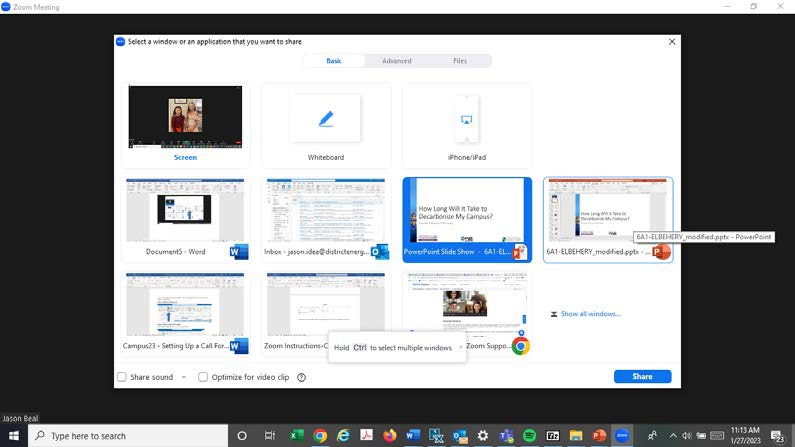 Zoom Meeting
Select a window or an application that you want to share
Basic
Advanced
Files
Screen
Whiteboard
iPhone/iPad
How Long Will It Take to
Decarbonize My Campus?
How Long Will It Take to
Decarbonize My Campus?
6A1-ELBEHERY_modified.pptx - PowerPoint
Document5 - Word
Inbox - jason.idea@districtenerg...
PowerPoint Slide Show - 6A1-EL...
6A1-ELBEHERY_modified.pptx - ...
Show all windows...
Campus23 - Setting Up a Call For...
Zoom Instructions-C
Zoom Suppo...
Hold Ctrl to select multiple windows
Share sound
Optimize for video clip
Share
Jason Beal
Type here to search
11:13 AM
1/27/2023
23